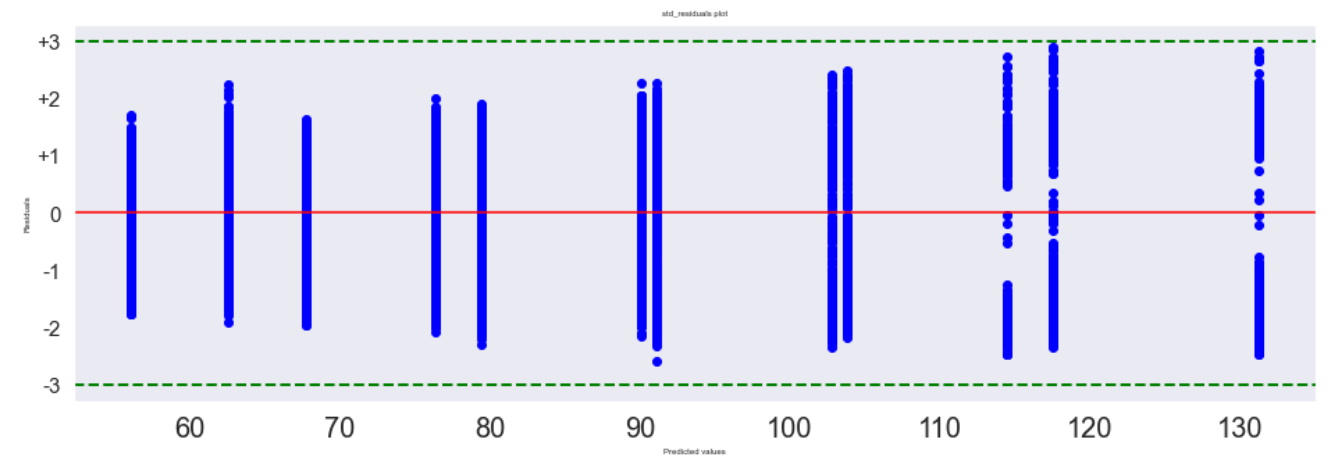 std_residuals plot
+3
+2
+1
0
-1
-2
-3
Residuals
60 70 80 90 100 110 120 130
Predicted values